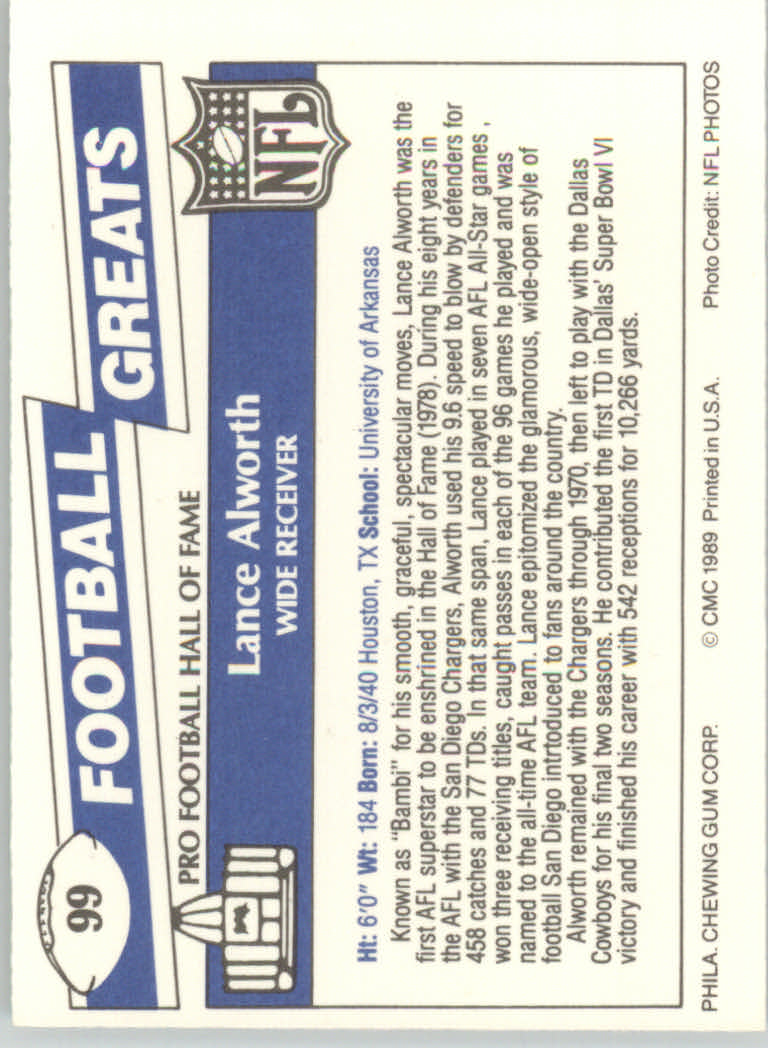 99
FOOTBALL
GREATS
PRO FOOTBALL HALL OF FAME
Lance Alworth
WIDE RECEIVER
NFL
Ht: 6'0" Wt: 184 Born: 8/3/40 Houston, TX School: University of Arkansas
Known as "Bambi" for his smooth, graceful, spectacular moves, Lance Alworth was the
first AFL superstar to be enshrined in the Hall of Fame (1978). During his eight years in
the AFL with the San Diego Chargers, Alworth used his 9.6 speed to blow by defenders for
458 catches and 77 TDs. In that same span, Lance played in seven AFL All-Star games ,
won three receiving titles, caught passes in each of the 96 games he played and was
named to the all-time AFL team. Lance epitomized the glamorous, wide-open style of
football San Diego intrtoduced to fans around the country.
Alworth remained with the Chargers through 1970, then left to play with the Dallas
Cowboys for his final two seasons. He contributed the first TD in Dallas' Super Bowl VI
victory and finished his career with 542 receptions for 10,266 yards.
PHILA. CHEWING GUM CORP. © CMC 1989 Printed in U.S.A. Photo Credit: NFL PHOTOS